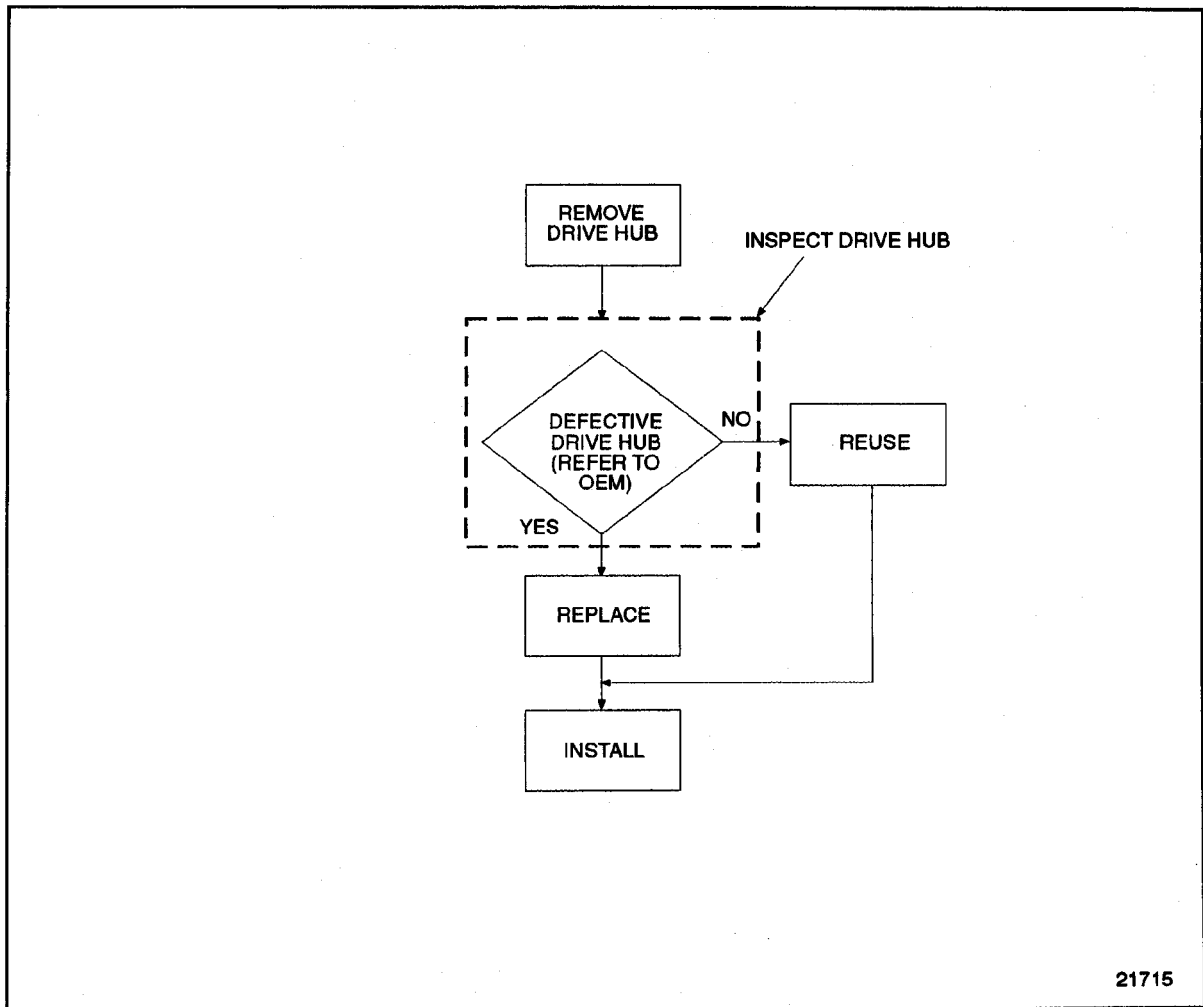 REMOVE
DRIVE HUB
INSPECT DRIVE HUB
DEFECTIVE
DRIVE HUB
(REFER TO
OEM)
NO
REUSE
YES
REPLACE
INSTALL
21715